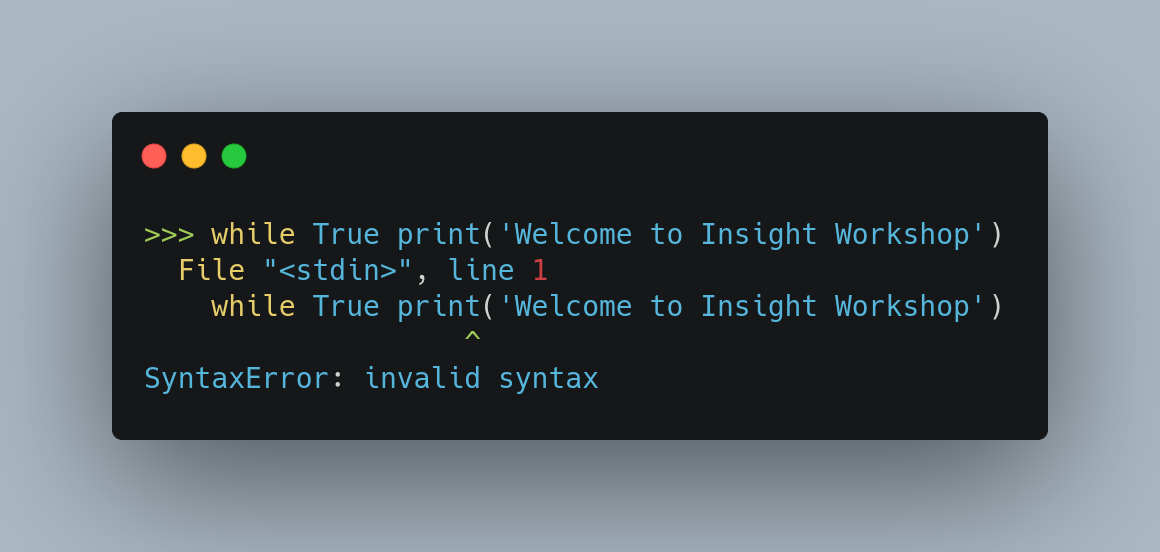 >>> while True print('Welcome to Insight Workshop')
  File "<stdin>", line 1
    while True print('Welcome to Insight Workshop')
                   ^
SyntaxError: invalid syntax